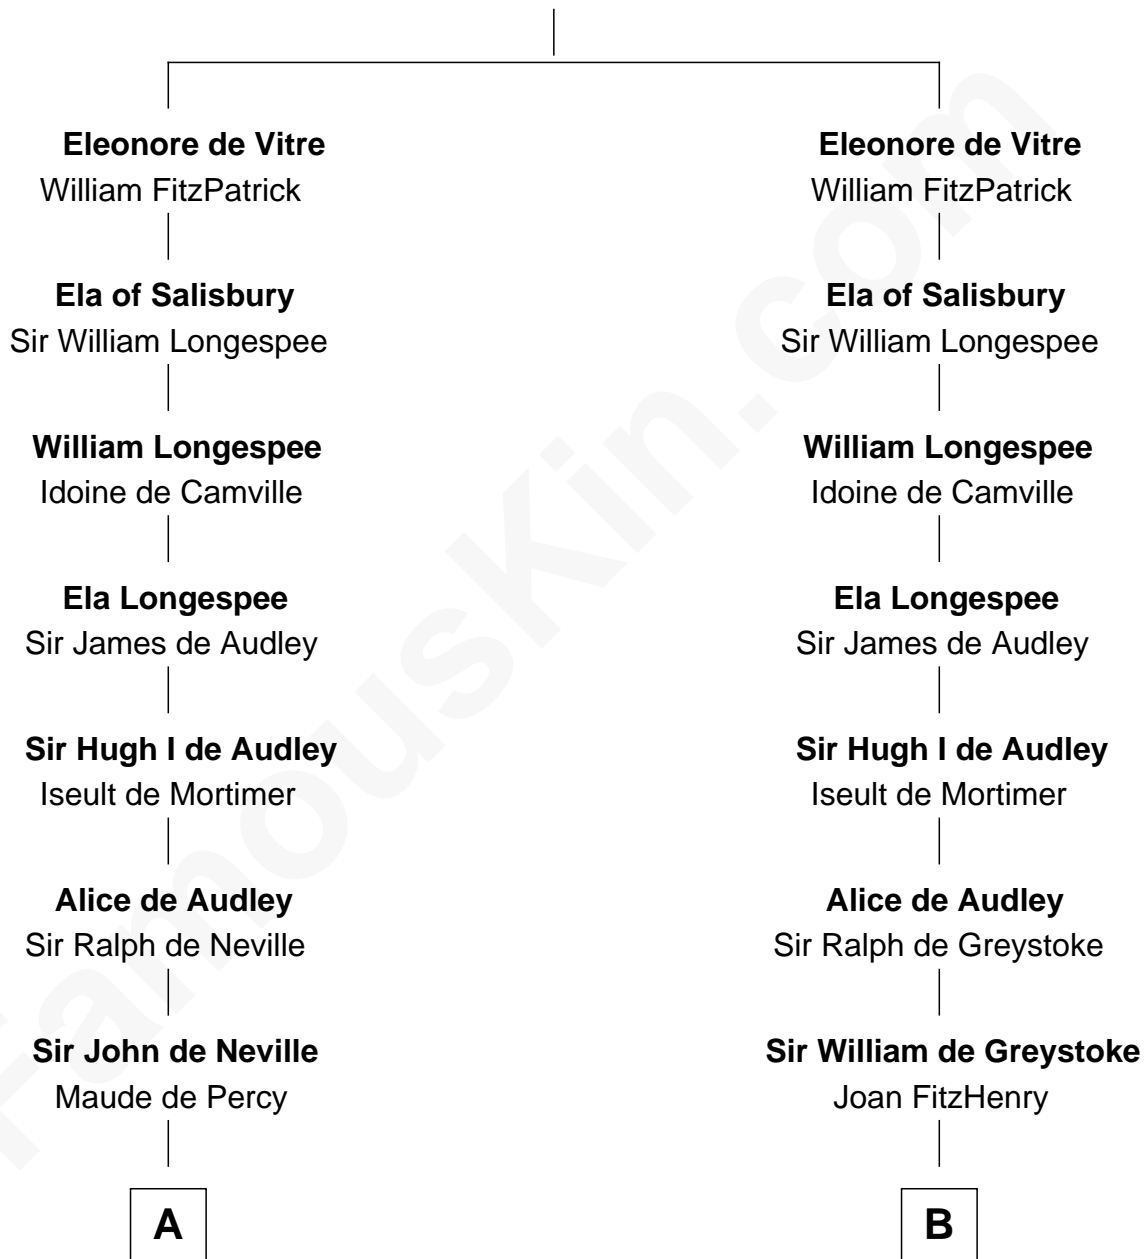 Eleonore de Vitre
William FitzPatrick
Ela of Salisbury
Sir William Longespee
William Longespee
Idoine de Camville
Ela Longespee
Sir James de Audley
Sir Hugh I de Audley
Iseult de Mortimer
Alice de Audley
Sir Ralph de Neville
Sir John de Neville
Maude de Percy
A
Eleonore de Vitre
William FitzPatrick
Ela of Salisbury
Sir William Longespee
William Longespee
Idoine de Camville
Ela Longespee
Sir James de Audley
Sir Hugh I de Audley
Iseult de Mortimer
Alice de Audley
Sir Ralph de Greystoke
Sir William de Greystoke
Joan FitzHenry
B
FamousKin.com